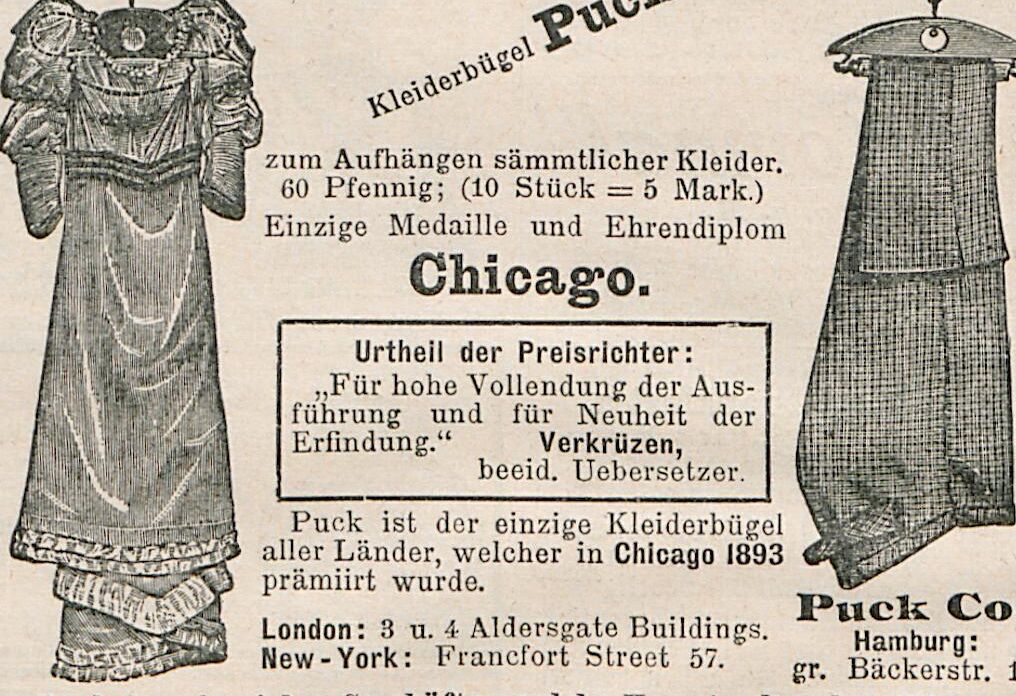 Kleiderbügel Puck
zum Aufhängen sämmtlicher Kleider.
60 Pfennig; (10 Stück = 5 Mark.)
Einzige Medaille und Ehrendiplom
Chicago.
Urtheil der Preisrichter:
„Für hohe Vollendung der Aus-
führung und für Neuheit der
Erfindung.“ Verkrüzen,
beeid. Uebersetzer.
Puck ist der einzige Kleiderbügel
aller Länder, welcher in Chicago 1893
prämiirt wurde.
London: 3 u. 4 Aldersgate Buildings.
New-York: Francfort Street 57.
Puck Co
Hamburg:
gr. Bäckerstr.